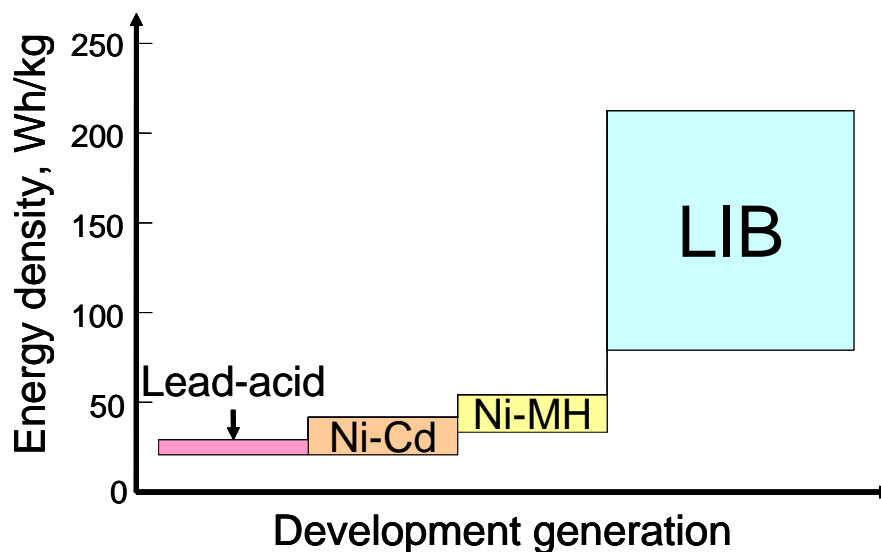 Energy density, Wh/kg
250
200
150
100
50
0
Lead-acid
Ni-Cd
Ni-MH
LIB
Development generation